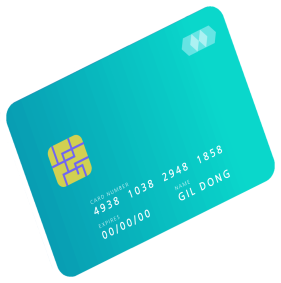 CARD NUMBER
4938 1038 2948 1858
EXPIRES
00/00/00
NAME
GIL DONG